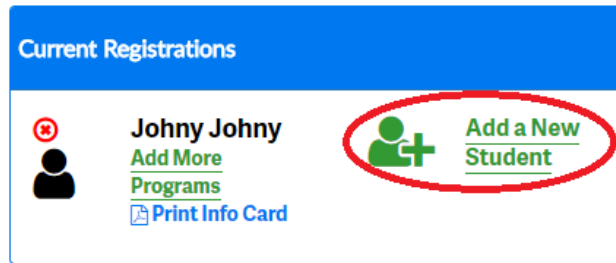 Current Registrations
Johny Johny
Add More
Programs
Print Info Card
Add a New
Student